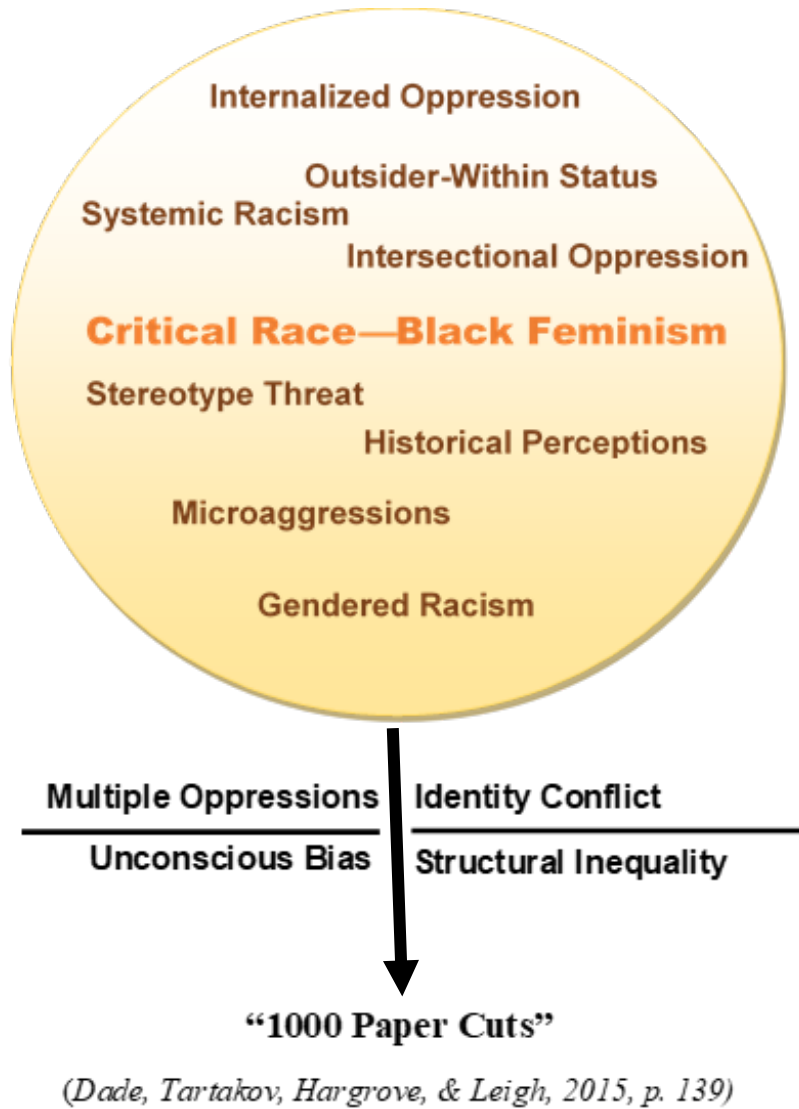 Internalized Oppression
Outsider-Within Status
Systemic Racism
Intersectional Oppression
Critical Race—Black Feminism
Stereotype Threat
Historical Perceptions
Microaggressions
Gendered Racism
Multiple Oppressions
Identity Conflict
Unconscious Bias
Structural Inequality
“1000 Paper Cuts”
(Dade, Tartakov, Hargrove, & Leigh, 2015, p. 139)